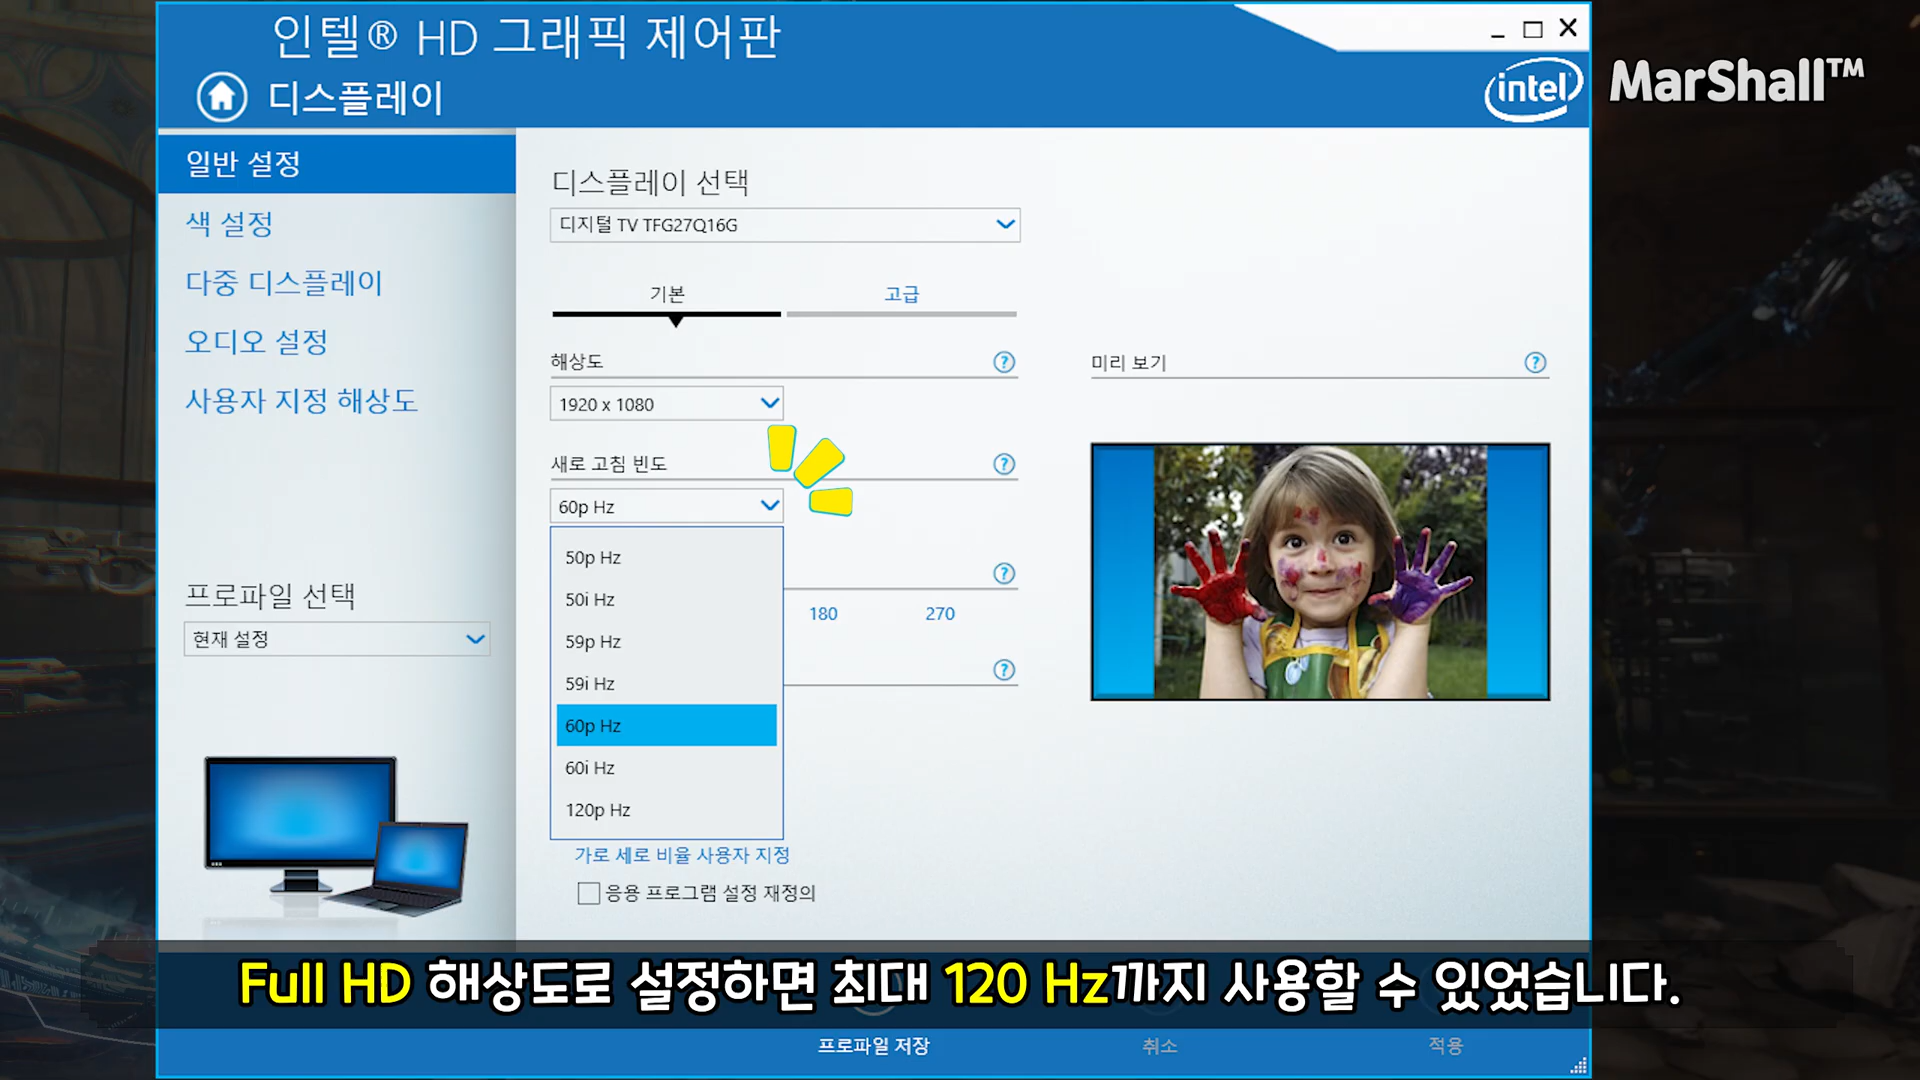 인텔® HD 그래픽 제어판
디스플레이
intel
MarShall™
일반 설정
색 설정
다중 디스플레이
오디오 설정
사용자 지정 해상도
프로파일 선택
현재 설정
디스플레이 선택
디지털 TV TFG27Q16G
기본
고급
해상도
?
1920 x 1080
새로 고침 빈도
?
60p Hz
50p Hz
50i Hz
59p Hz
59i Hz
60p Hz
60i Hz
120p Hz
?
180
270
?
가로 세로 비율 사용자 지정
응용 프로그램 설정 재정의
미리 보기
?
Full HD 해상도로 설정하면 최대 120 Hz까지 사용할 수 있었습니다.
프로파일 저장
취소
적용